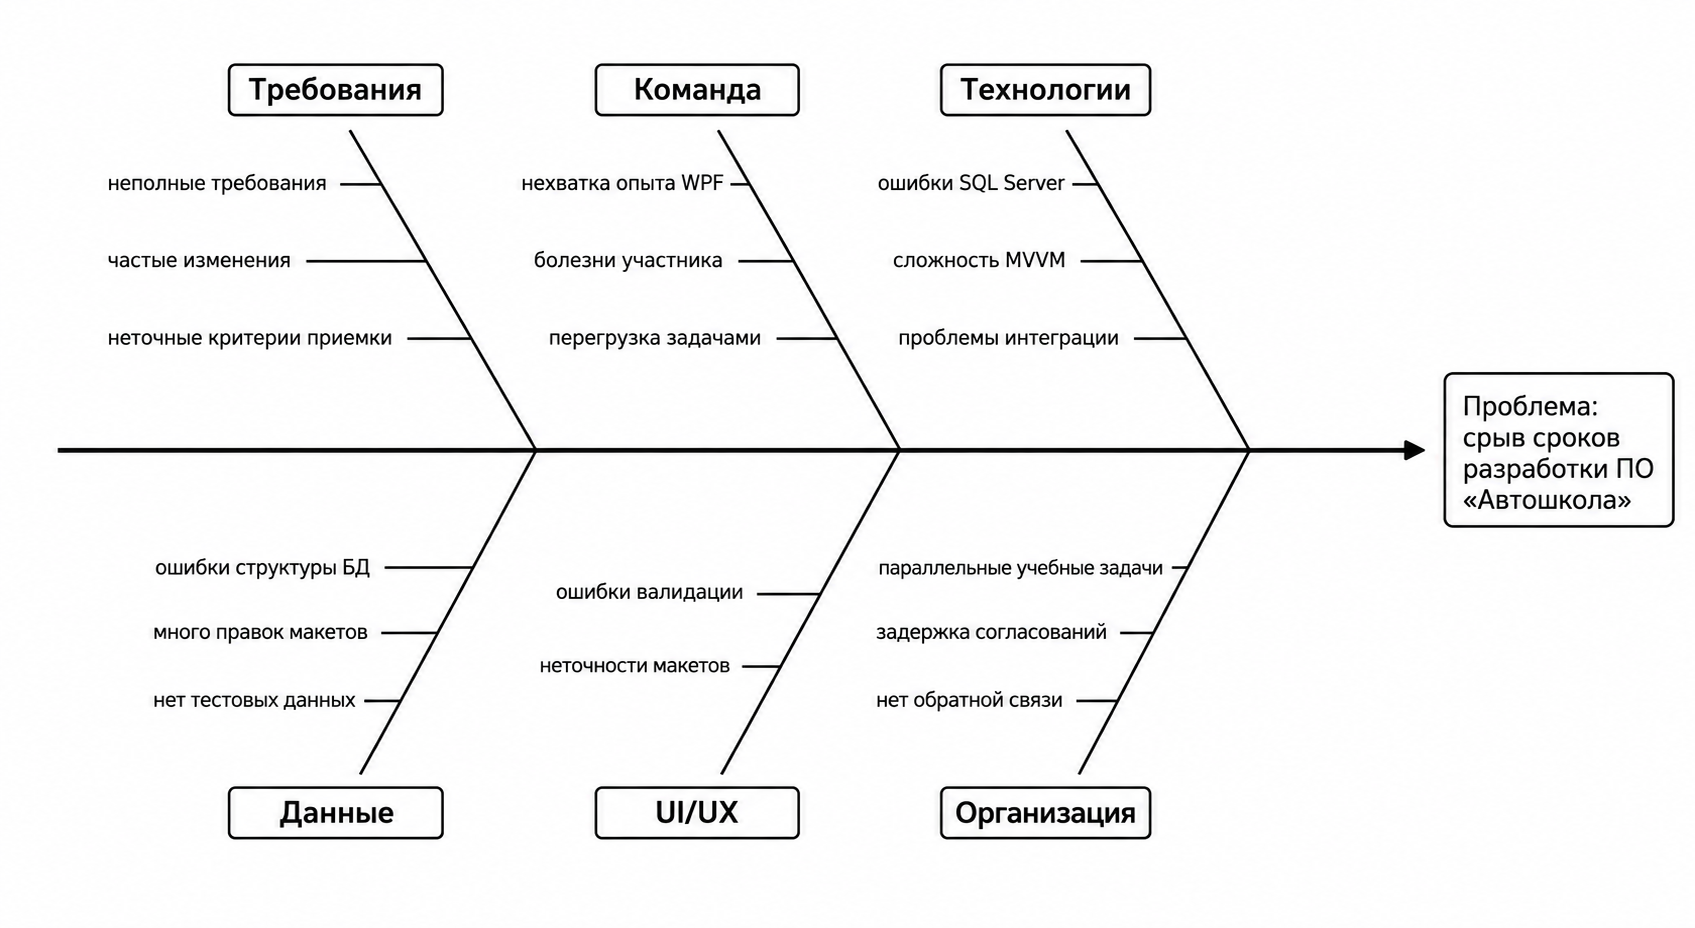 Требования
Команда
Технологии
неполные требования
нехватка опыта WPF
ошибки SQL Server
частые изменения
болезни участника
сложность MVVM
неточные критерии приемки
перегрузка задачами
проблемы интеграции
Проблема:
срыв сроков
разработки ПО
«Автошкола»
ошибки структуры БД
ошибки валидации
параллельные учебные задачи
много правок макетов
неточности макетов
задержка согласований
нет тестовых данных
нет обратной связи
Данные
UI/UX
Организация